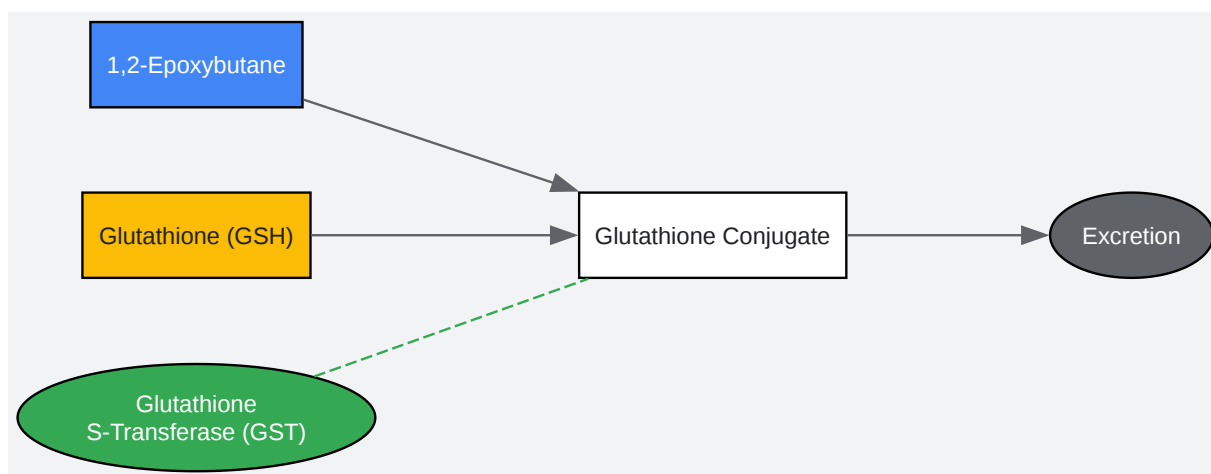 1,2-Epoxybutane
Glutathione (GSH)
Glutathione Conjugate
Excretion
Glutathione
S-Transferase (GST)